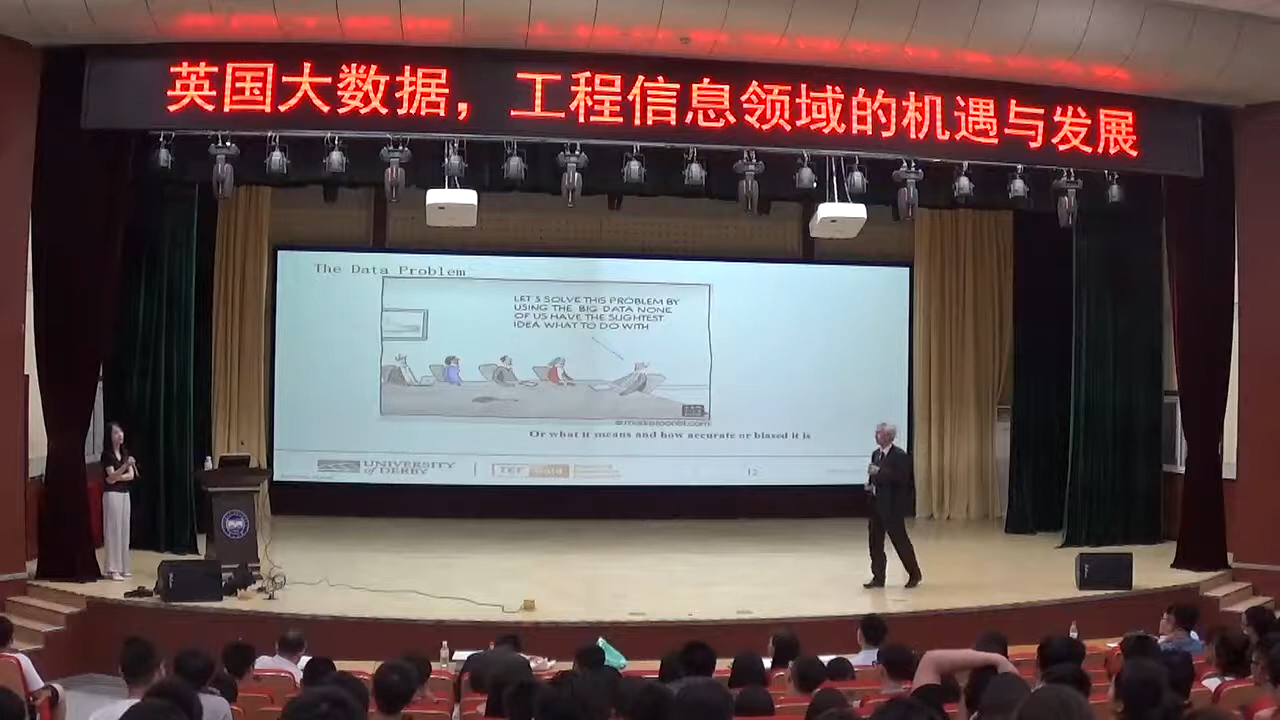 英国大数据，工程信息领域的机遇与发展
The Data Problem
LET'S SOLVE THIS PROBLEM BY
USING THE BIG DATA NONE
OF US HAVE THE SLIGHTEST
IDEA WHAT TO DO WITH
Or what it means and how accurate or biased it is
UNIVERSITY
of DERBY
TEF Gold
12